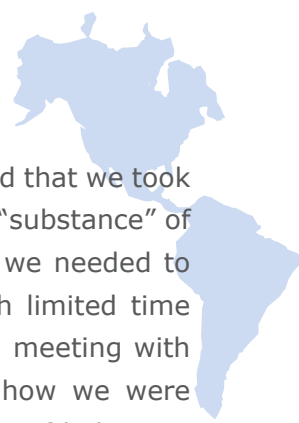 d that we took
“substance” of
we needed to
limited time
meeting with
how we were